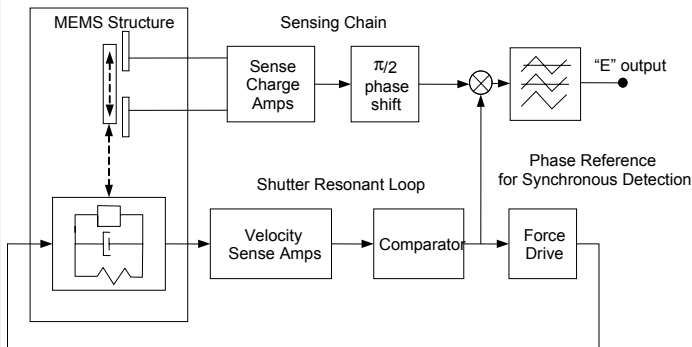 MEMS Structure
Sensing Chain
Sense
Charge
Amps
π/2
phase
shift
“E” output
Phase Reference
for Synchronous Detection
Shutter Resonant Loop
Velocity
Sense Amps
Comparator
Force
Drive